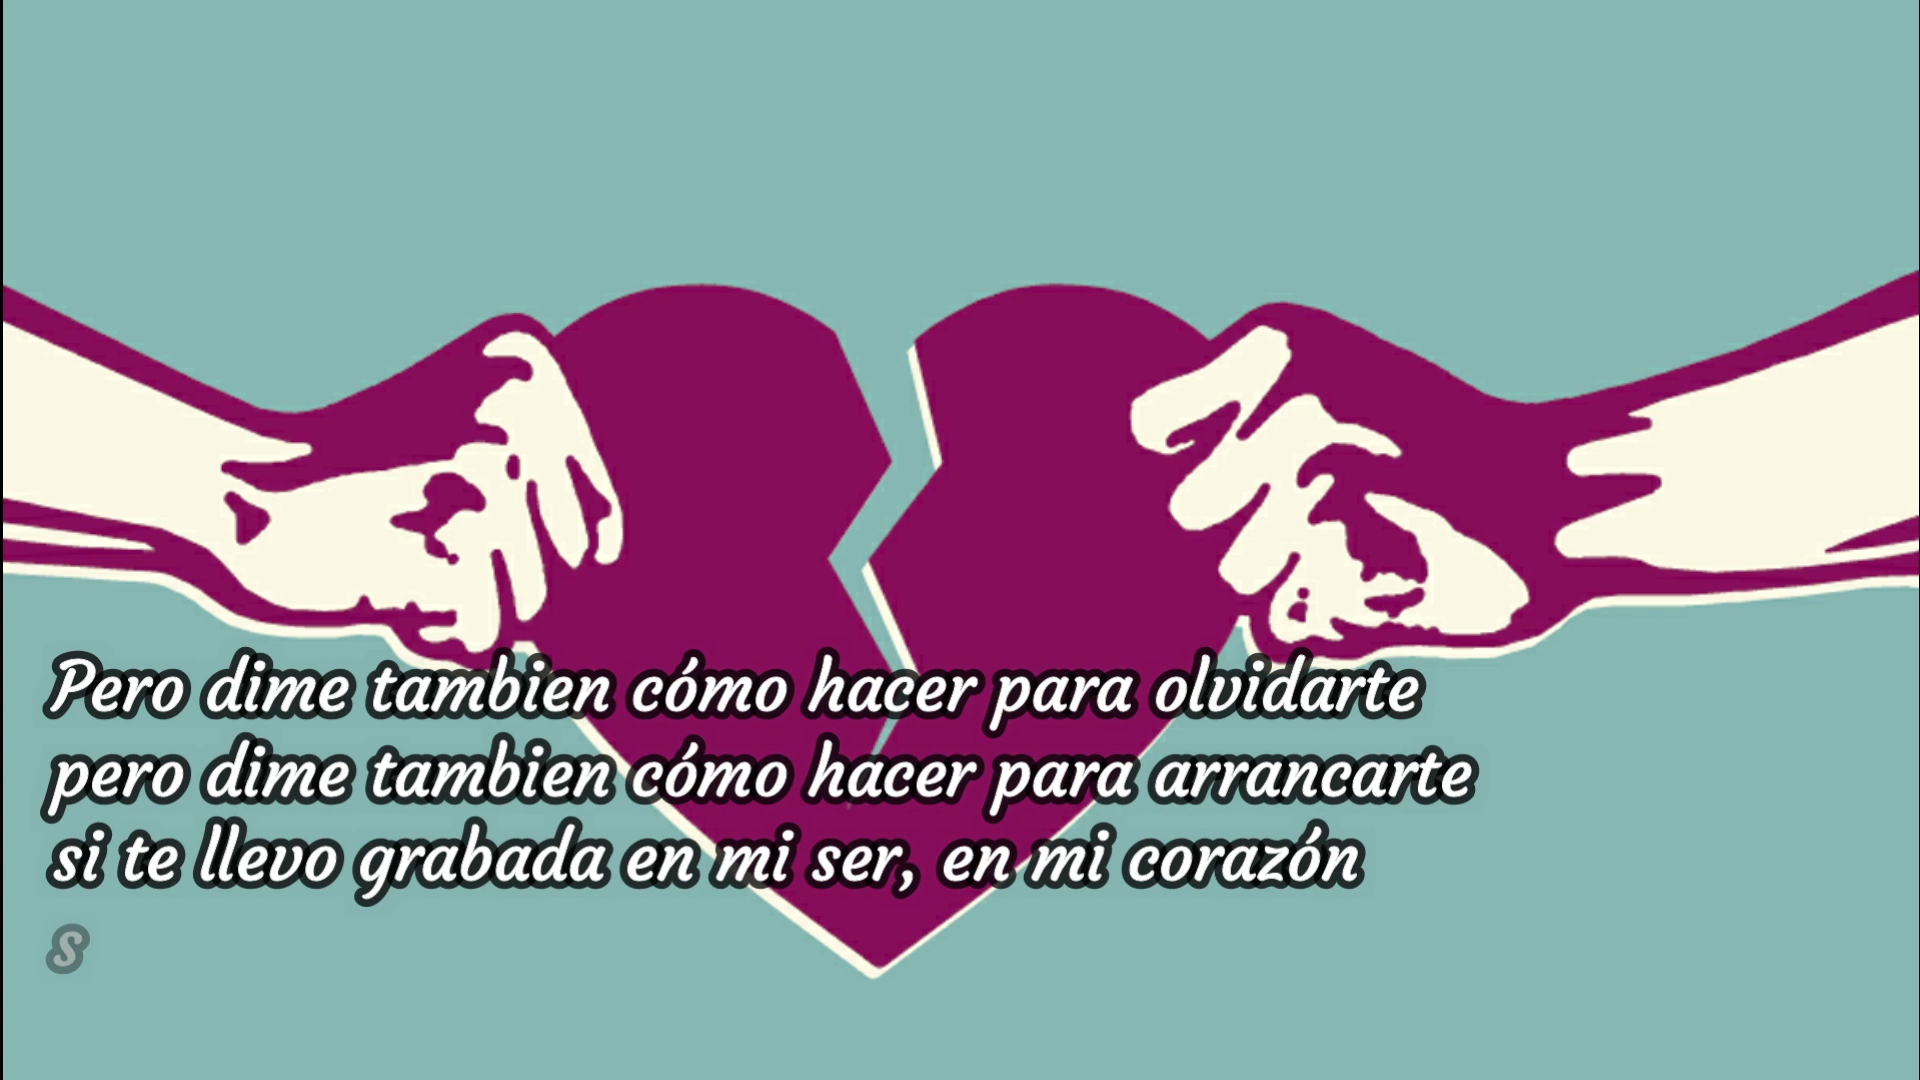 Pero dime tambien cómo hacer para olvidarte
pero dime tambien cómo hacer para arrancarte
si te llevo grabada en mi ser, en mi corazón
S